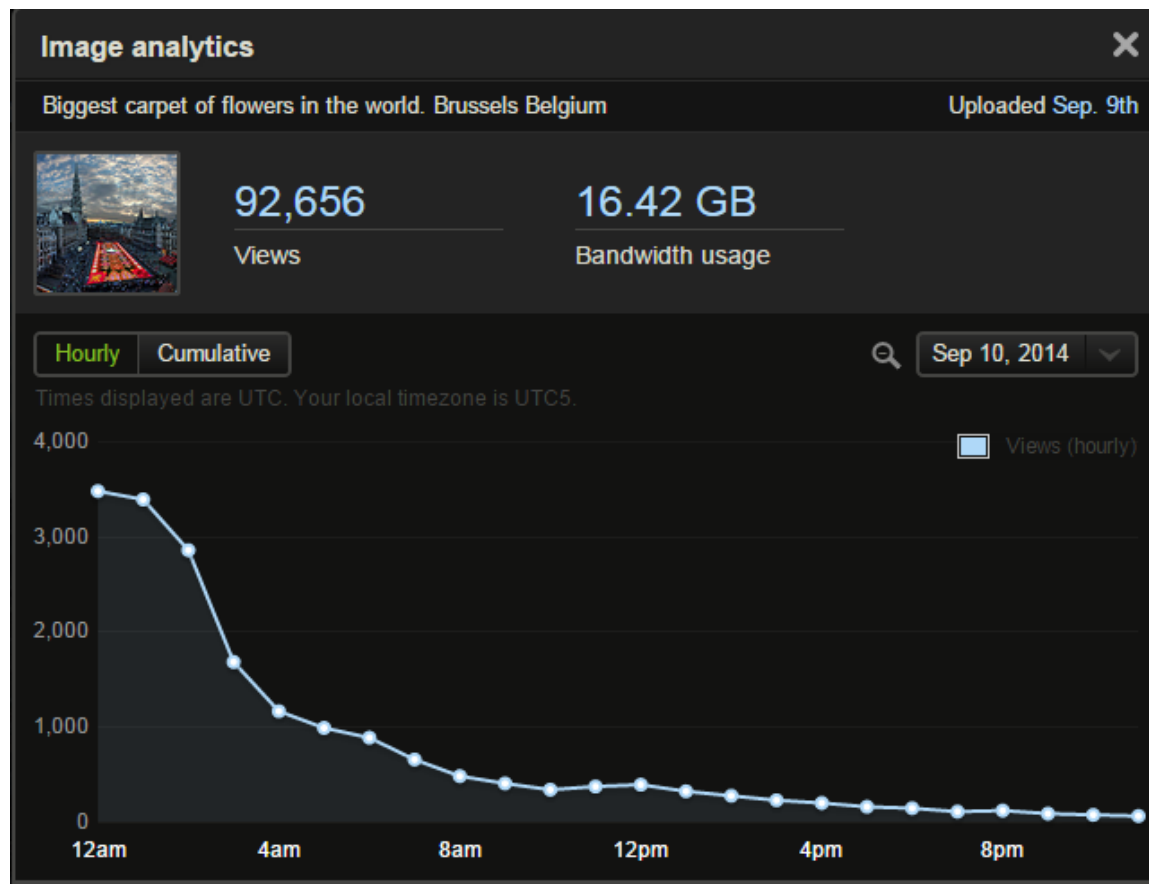 Image analytics
Biggest carpet of flowers in the world. Brussels Belgium Uploaded Sep. 9th
92,656 16.42 GB
Views Bandwidth usage
Hourly Cumulative Sep 10, 2014
Times displayed are UTC. Your local timezone is UTC5.
4,000 Views (hourly)
3,000
2,000
1,000
0
12am 4am 8am 12pm 4pm 8pm